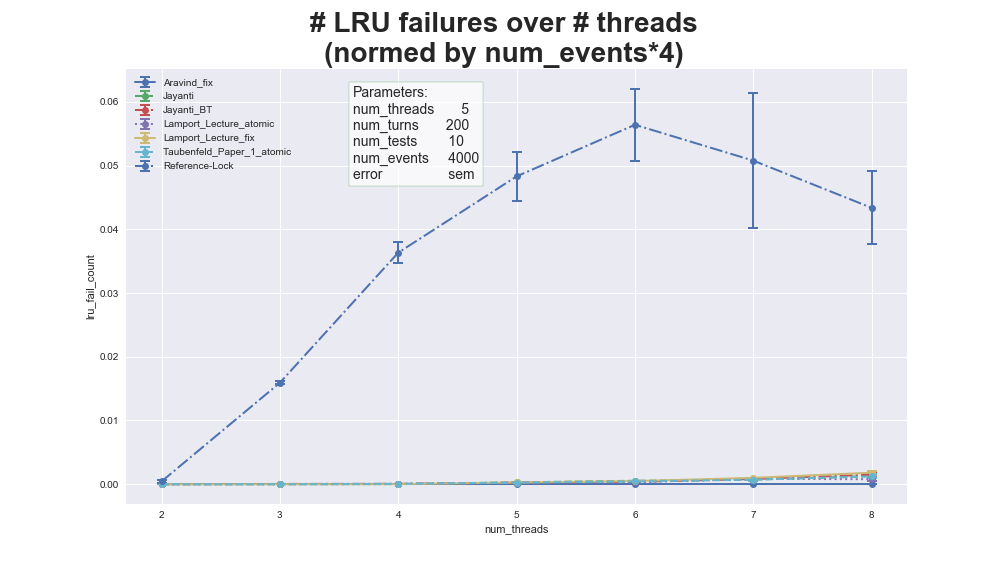 # LRU failures over # threads
(normed by num_events*4)
Aravind_fix
Jayanti
Jayanti_BT
Lamport_Lecture_atomic
Lamport_Lecture_fix
Taubenfeld_Paper_1_atomic
Reference-Lock
Parameters:
num_threads 5
num_turns 200
num_tests 10
num_events 4000
error sem
lru_fail_count
0.06
0.05
0.04
0.03
0.02
0.01
0.00
2 3 4 5 6 7 8
num_threads